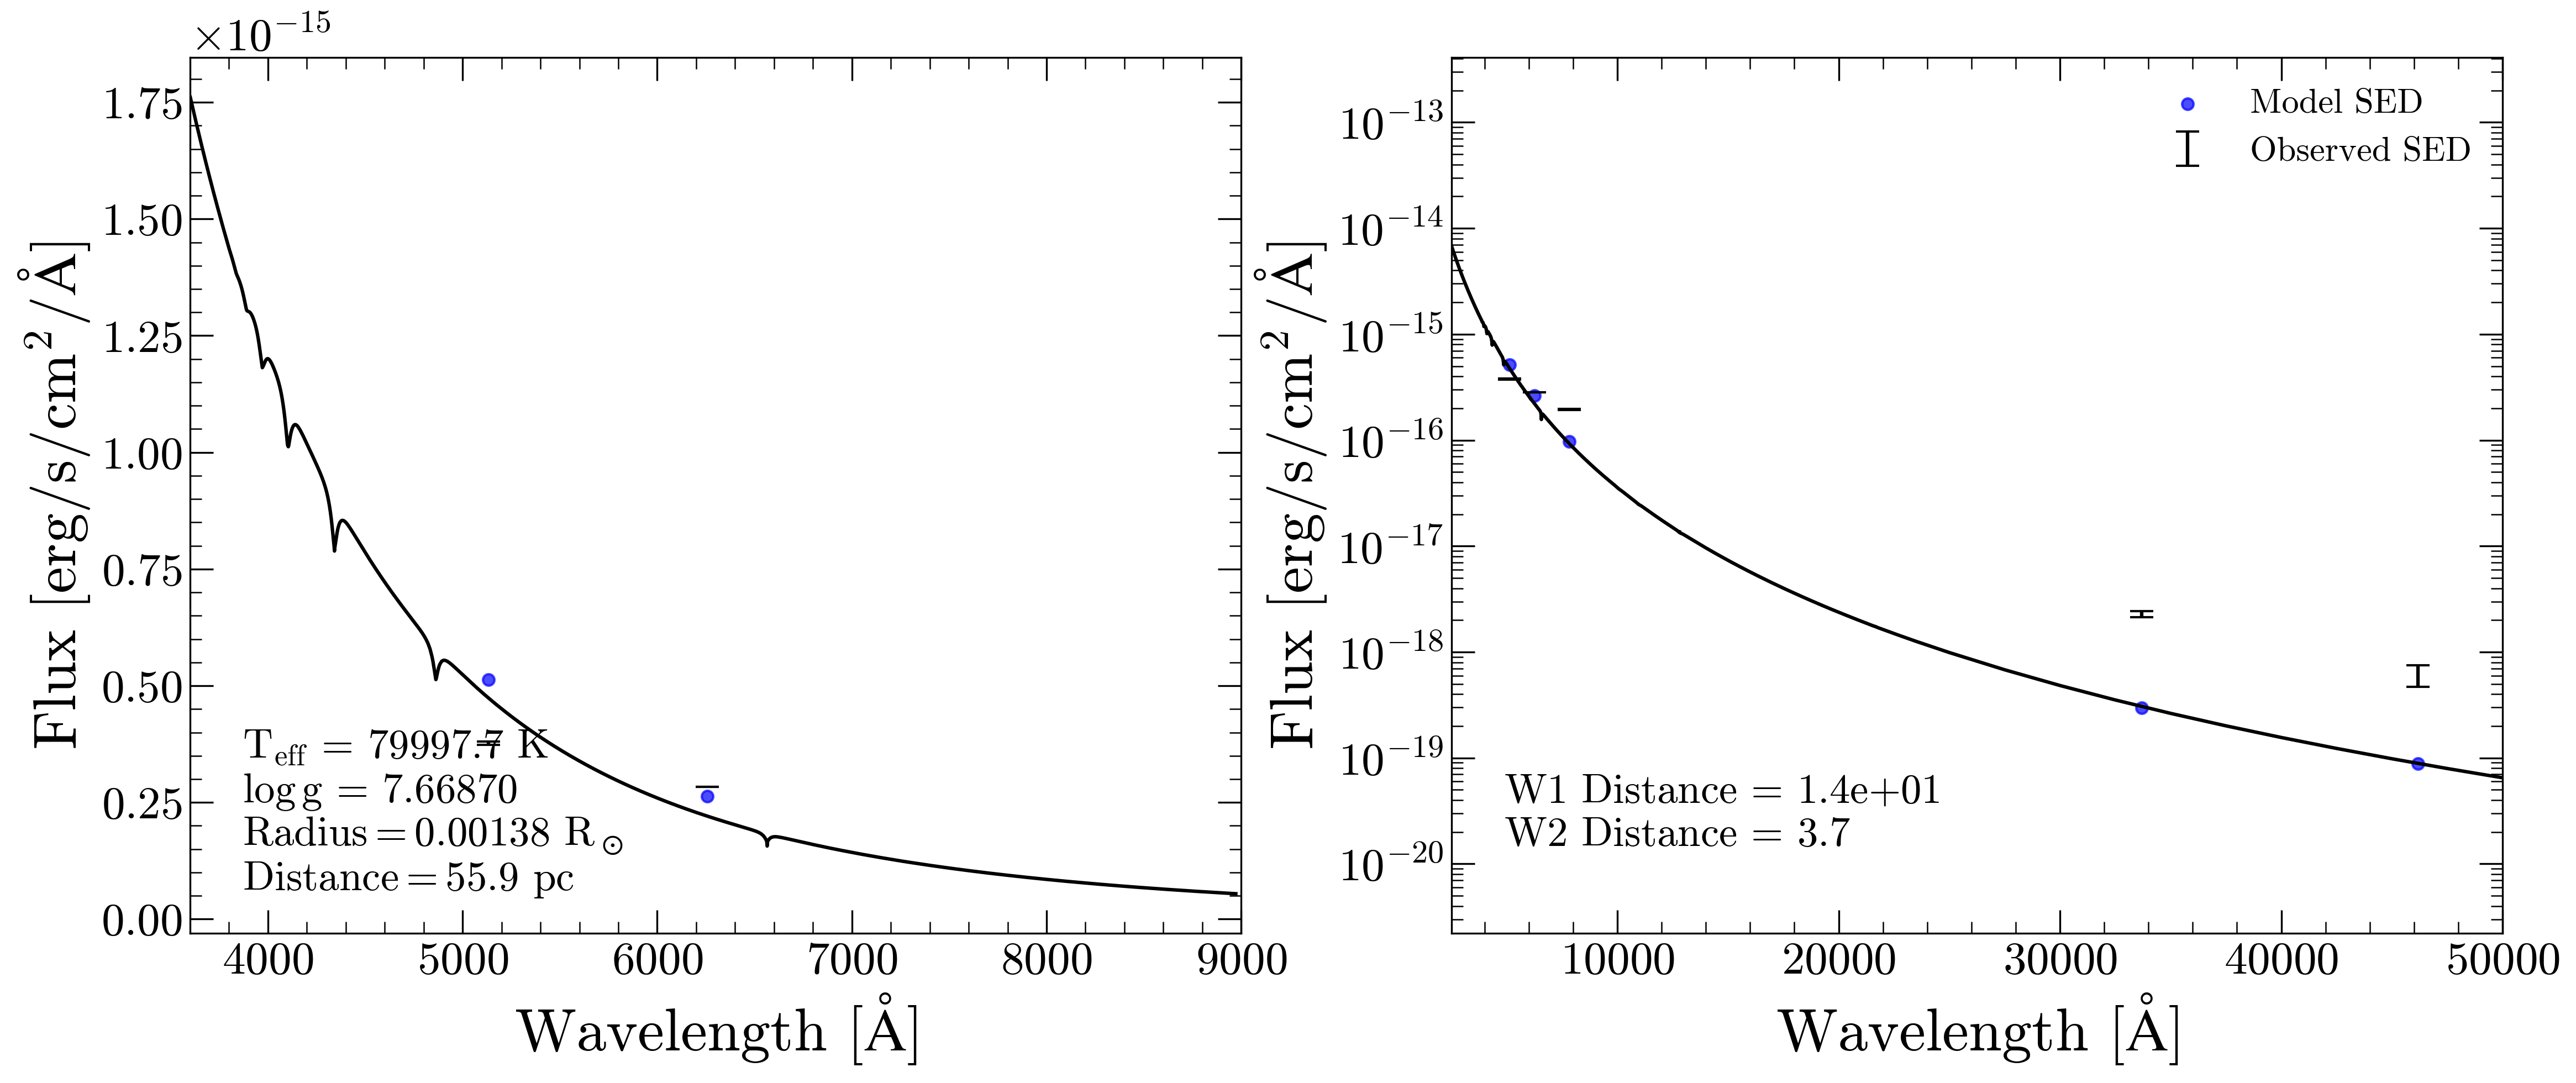 ×10⁻¹⁵
1.75
1.50
1.25
1.00
0.75
0.50
0.25
0.00
Flux [erg/s/cm²/Å]
T_eff = 79997.7 K
log g = 7.66870
Radius = 0.00138 R_⊙
Distance = 55.9 pc
4000 5000 6000 7000 8000 9000
Wavelength [Å]
10⁻¹³
10⁻¹⁴
10⁻¹⁵
10⁻¹⁶
10⁻¹⁷
10⁻¹⁸
10⁻¹⁹
10⁻²⁰
Flux [erg/s/cm²/Å]
Model SED
Observed SED
W1 Distance = 1.4e+01
W2 Distance = 3.7
10000 20000 30000 40000 50000
Wavelength [Å]